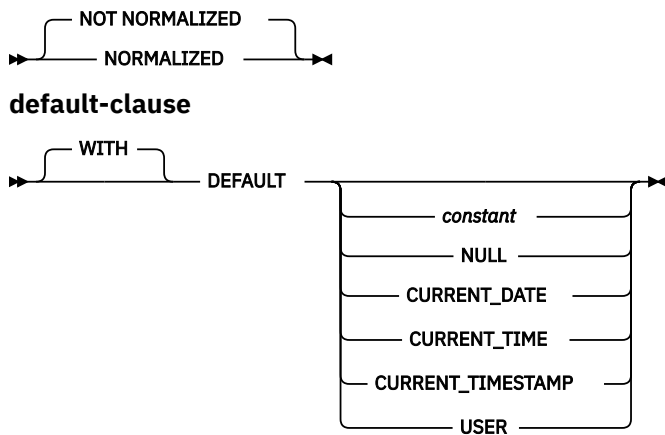 NOT NORMALIZED
NORMALIZED
default-clause
WITH
DEFAULT
constant
NULL
CURRENT_DATE
CURRENT_TIME
CURRENT_TIMESTAMP
USER